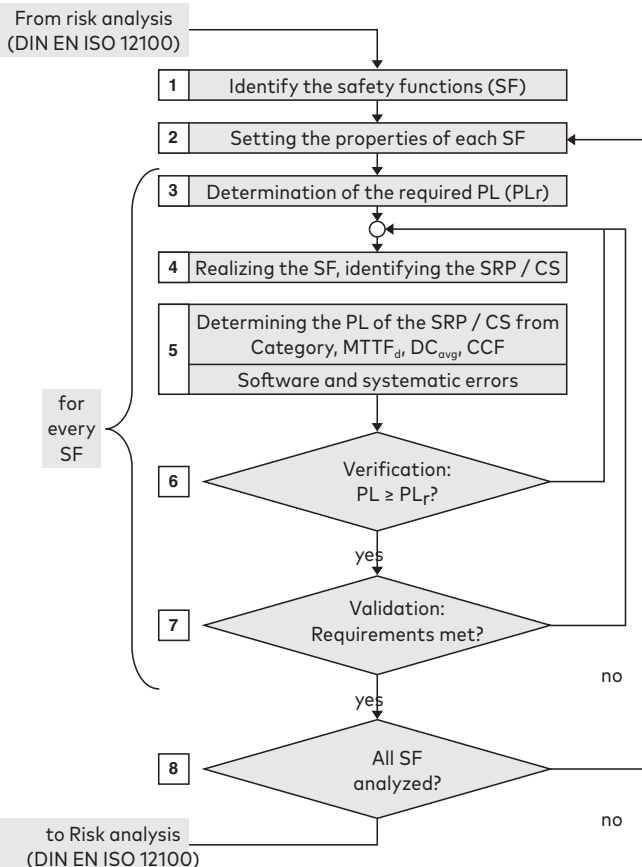 From risk analysis
(DIN EN ISO 12100)
1
Identify the safety functions (SF)
2
Setting the properties of each SF
3
Determination of the required PL (PLr)
4
Realizing the SF, identifying the SRP / CS
5
Determining the PL of the SRP / CS from
Category, MTTFd, DCavg, CCF
Software and systematic errors
for
every
SF
6
Verification:
PL ≥ PLr?
yes
7
Validation:
Requirements met?
no
yes
8
All SF
analyzed?
no
to Risk analysis
(DIN EN ISO 12100)